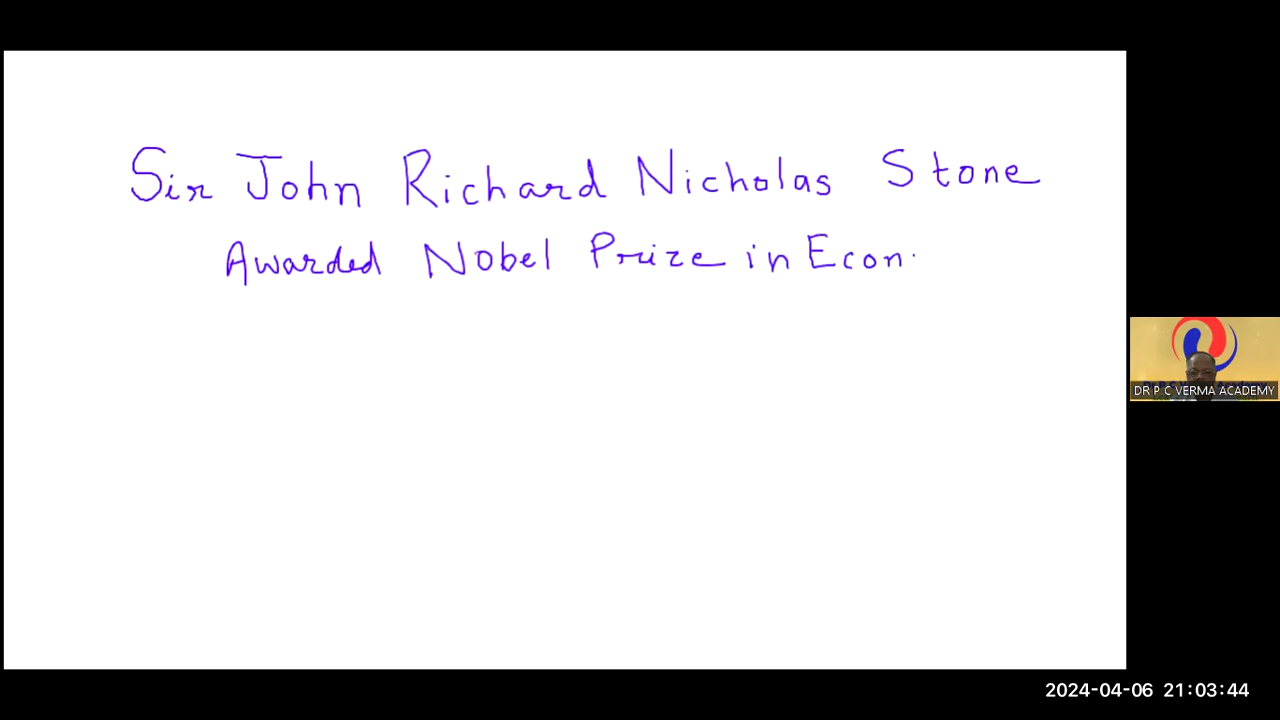 Sir John Richard Nicholas Stone
Awarded Nobel Prize in Econ.
DR P C VERMA ACADEMY
2024-04-06 21:03:44